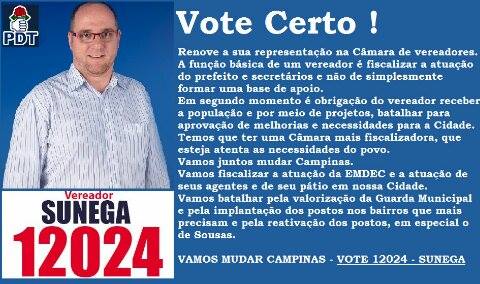 PDT
Vote Certo !
Renove a sua representação na Câmara de vereadores.
A função básica de um vereador é fiscalizar a atuação
do prefeito e secretários e não de simplesmente
formar uma base de apoio.
Em segundo momento é obrigação do vereador receber
a população e por meio de projetos, batalhar para
aprovação de melhorias e necessidades para a Cidade.
Temos que ter uma Câmara mais fiscalizadora, que
esteja atenta as necessidades do povo.
Vamos juntos mudar Campinas.
Vamos fiscalizar a atuação da EMDEC e a atuação de
seus agentes e de seu pátio em nossa Cidade.
Vamos batalhar pela valorização da Guarda Municipal
e pela implantação dos postos nos bairros que mais
precisam e pela reativação dos postos, em especial o
de Sousas.
VAMOS MUDAR CAMPINAS - VOTE 12024 - SUNEGA
Vereador
SUNEGA
12024